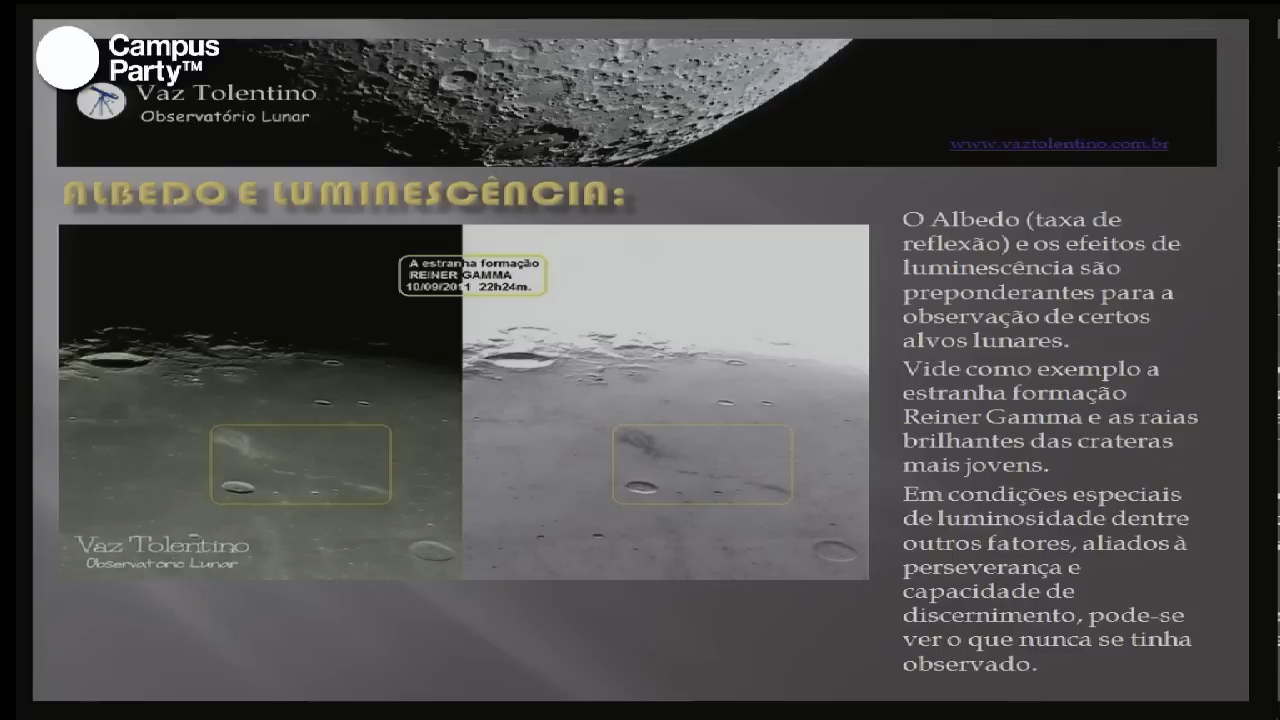 Campus
Party™
Vaz Tolentino
Observatório Lunar
www.vaztolentino.com.br
ALBEDO E LUMINESCÊNCIA:
A estranha formação
REINER GAMMA
10/09/2011 22h24m.
Vaz Tolentino
Observatório Lunar
O Albedo (taxa de
reflexão) e os efeitos de
luminescência são
preponderantes para a
observação de certos
alvos lunares.
Vide como exemplo a
estranha formação
Reiner Gamma e as raias
brilhantes das crateras
mais jovens.
Em condições especiais
de luminosidade dentre
outros fatores, aliados à
perseverança e
capacidade de
discernimento, pode-se
ver o que nunca se tinha
observado.